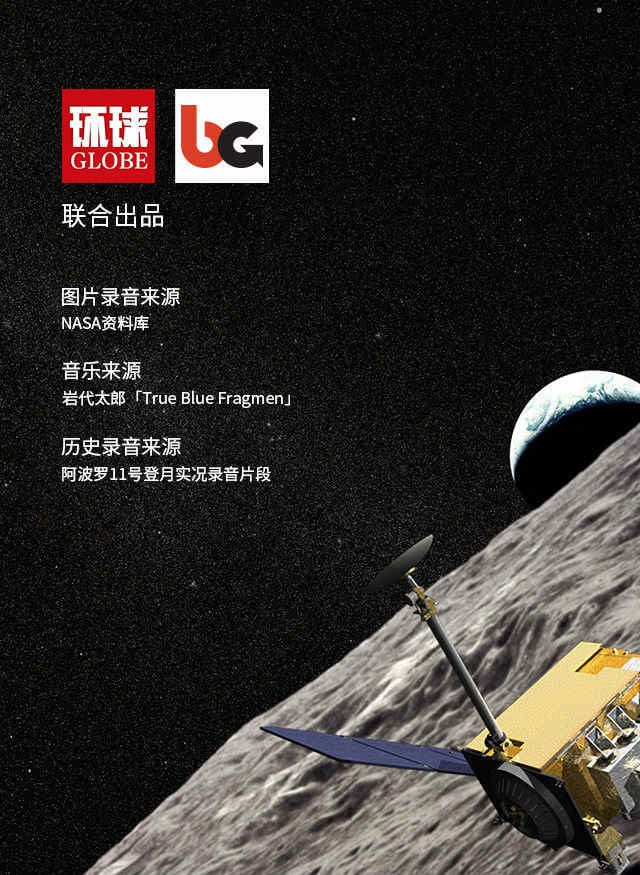 环球
GLOBE
bG
联合出品
图片录音来源
NASA资料库
音乐来源
岩代太郎「True Blue Fragmen」
历史录音来源
阿波罗11号登月实况录音片段